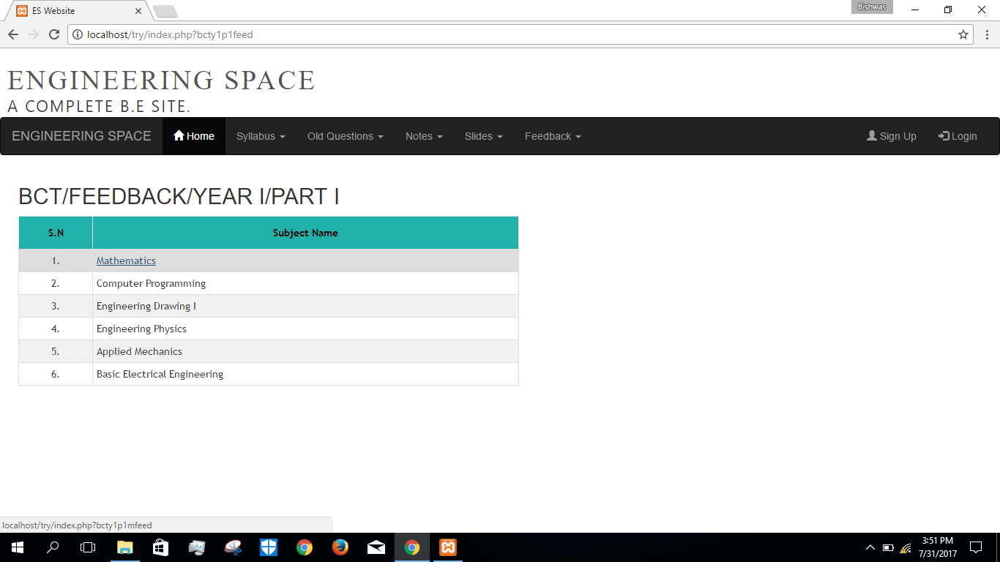 ES Website
Bishwas
localhost/try/index.php?bcty1p1feed
ENGINEERING SPACE
A COMPLETE B.E SITE.
ENGINEERING SPACE Home Syllabus Old Questions Notes Slides Feedback Sign Up Login
BCT/FEEDBACK/YEAR I/PART I
S.N Subject Name
1. Mathematics
2. Computer Programming
3. Engineering Drawing I
4. Engineering Physics
5. Applied Mechanics
6. Basic Electrical Engineering
localhost/try/index.php?bcty1p1mfeed
3:51 PM
7/31/2017